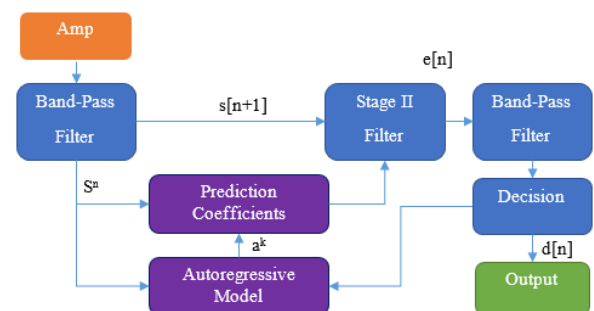 Amp
e[n]
Band-Pass
Filter
s[n+1]
Stage II
Filter
Band-Pass
Filter
Sⁿ
Prediction
Coefficients
Decision
aᵏ
d[n]
Autoregressive
Model
Output